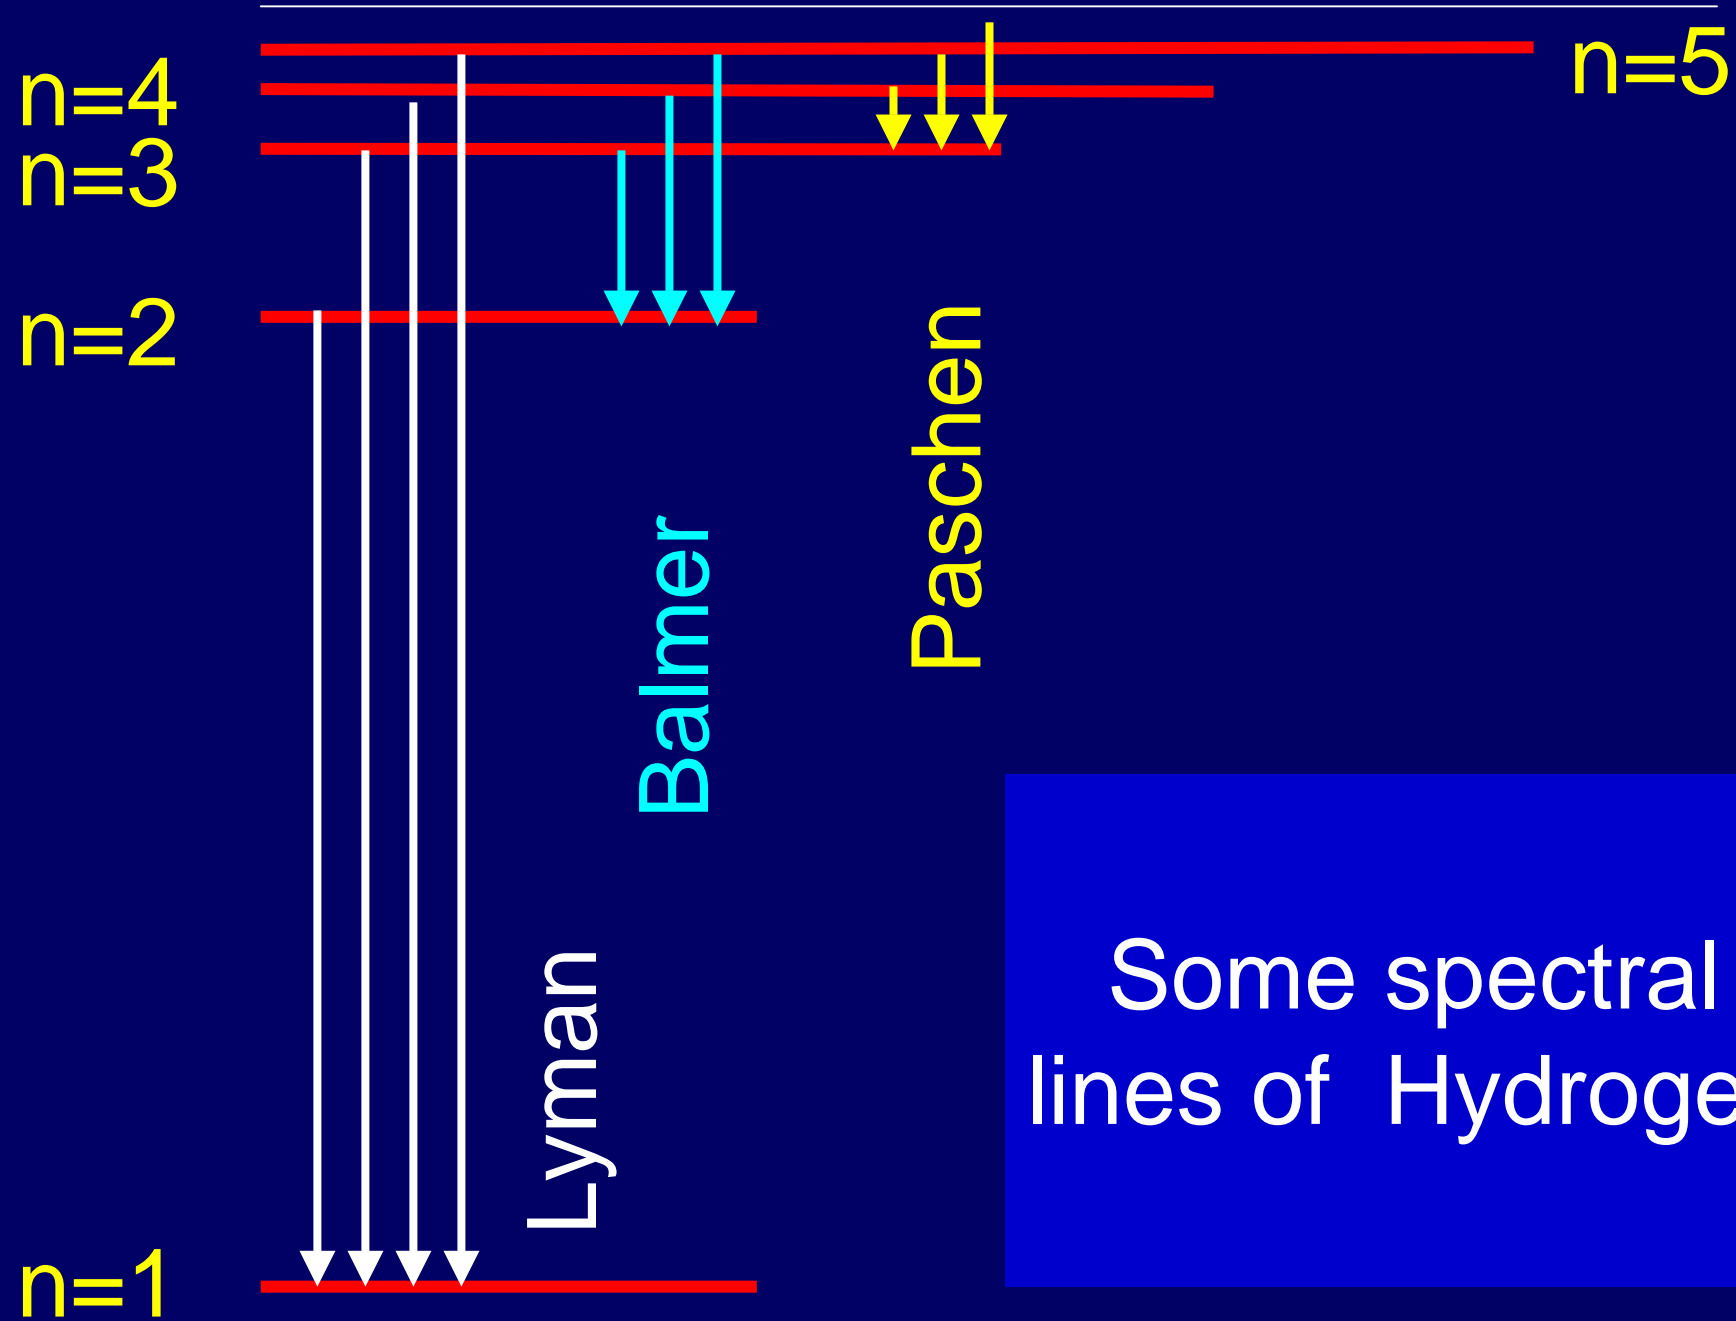 n=5
n=4
n=3
n=2
n=1
Lyman
Balmer
Paschen
Some spectral
lines of Hydroge